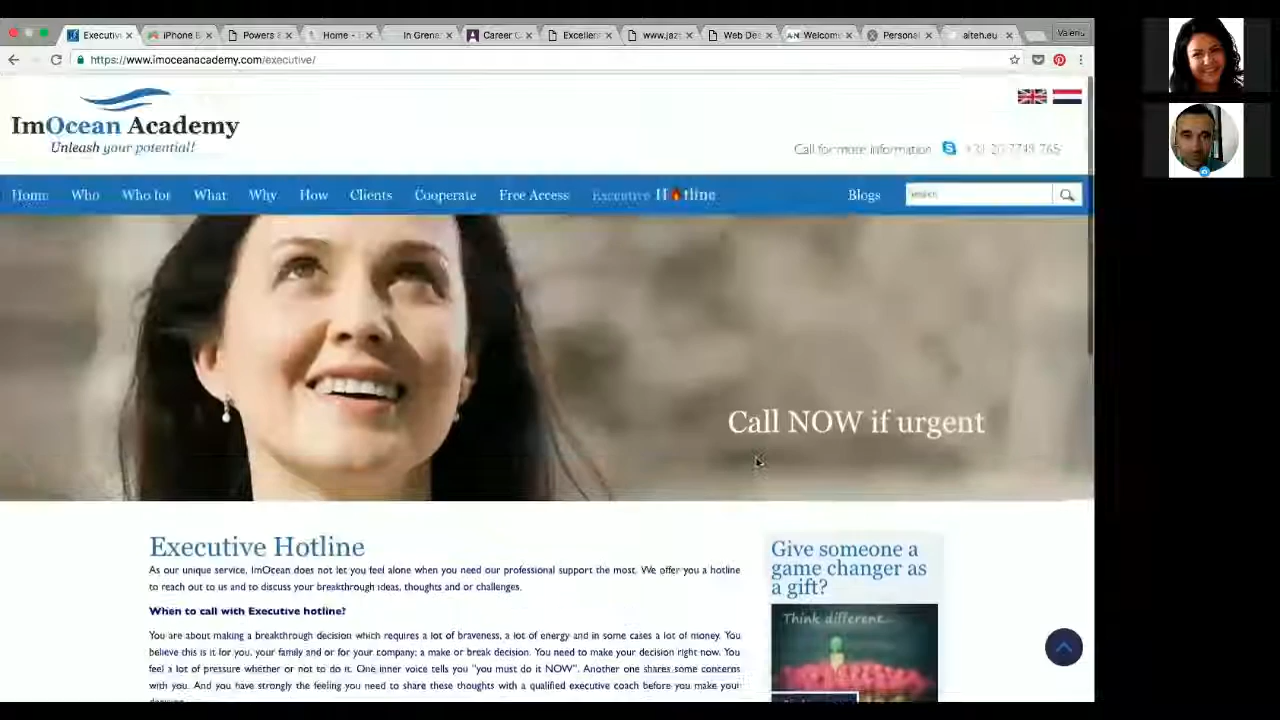 Executiv
iPhone B
Powers &
Home -
In Grena
Career C
Excellen
www.jaz
Web De
Welcom
Personal
aiteh.eu
https://www.imoceanacademy.com/executive/
ImOcean Academy
Unleash your potential!
Call for more information
Home Who Who for What Why How Clients Cooperate Free Access Executive Hotline Blogs
Call NOW if urgent
Executive Hotline
As our unique service, ImOcean does not let you feel alone when you need our professional support the most. We offer you a hotline
to reach out to us and to discuss your breakthrough ideas, thoughts and or challenges.
When to call with Executive hotline?
You are about making a breakthrough decision which requires a lot of braveness, a lot of energy and in some cases a lot of money. You
believe this is it for you, your family and or for your company; a make or break decision. You need to make your decision right now. You
feel a lot of pressure whether or not to do it. One inner voice tells you "you must do it NOW". Another one shares some concerns
with you. And you have strongly the feeling you need to share these thoughts with a qualified executive coach before you make your
Give someone a
game changer as
a gift?
Think different...